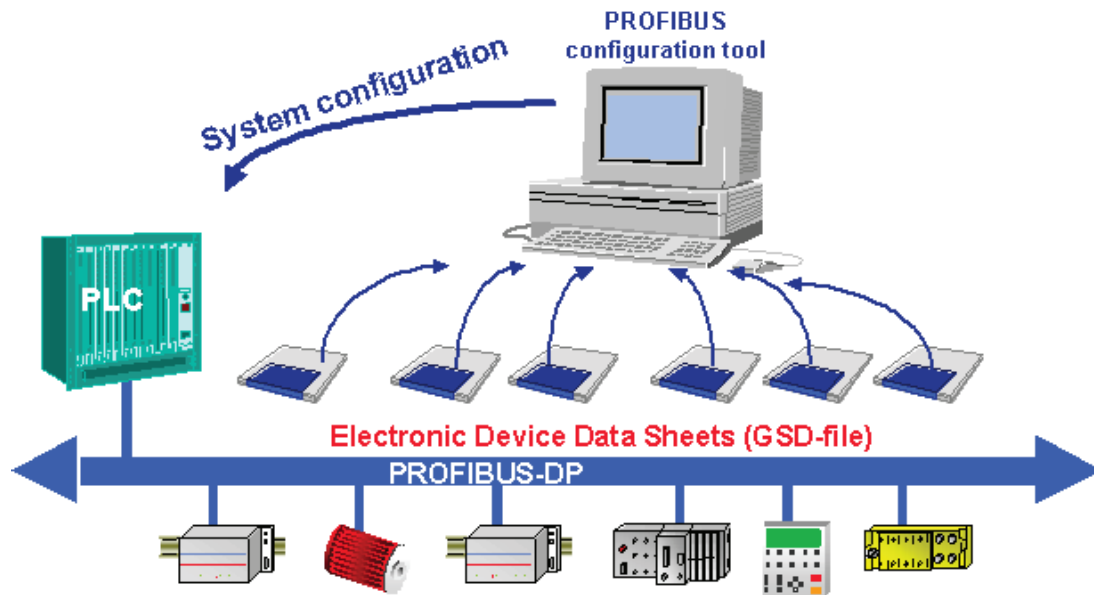 PROFIBUS
configuration tool
System configuration
PLC
Electronic Device Data Sheets (GSD-file)
PROFIBUS-DP